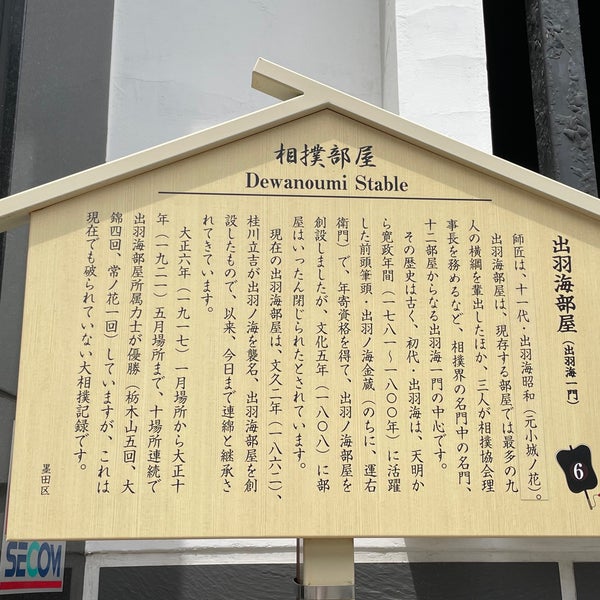 相撲部屋
Dewanoumi Stable
出羽海部屋（出羽海一門）
師匠は、十一代・出羽海昭和（元小城ノ花）。
出羽海部屋は、現存する部屋では最多の九
人の横綱を輩出したほか、三人が相撲協会理
事長を務めるなど、相撲界の名門中の名門、
十二部屋からなる出羽海一門の中心です。
その歴史は古く、初代、出羽海は、天明か
ら寛政年間（一七八一～一八〇〇年）に活躍
した前頭筆頭・出羽ノ海金蔵（のちに、運右
衛門）で、年寄資格を得て、出羽ノ海部屋を
創設しましたが、文化五年（一八〇八）に部
屋はいったん閉じられたとされています。
現在の出羽海部屋は、文久二年（一八六二）、
桂川立吉が出羽ノ海を襲名、出羽海部屋を創
設したもので、以来、今日まで連綿と継承さ
れてきています。
大正六年（一九一七）一月場所から大正十
年（一九二一）五月場所まで、十場所連続で
出羽海部屋所属力士が優勝（栃木山五回、大
錦四回、常ノ花一回）していますが、これは
現在でも破られていない大相撲記録です。
墨田区
6
SECOM